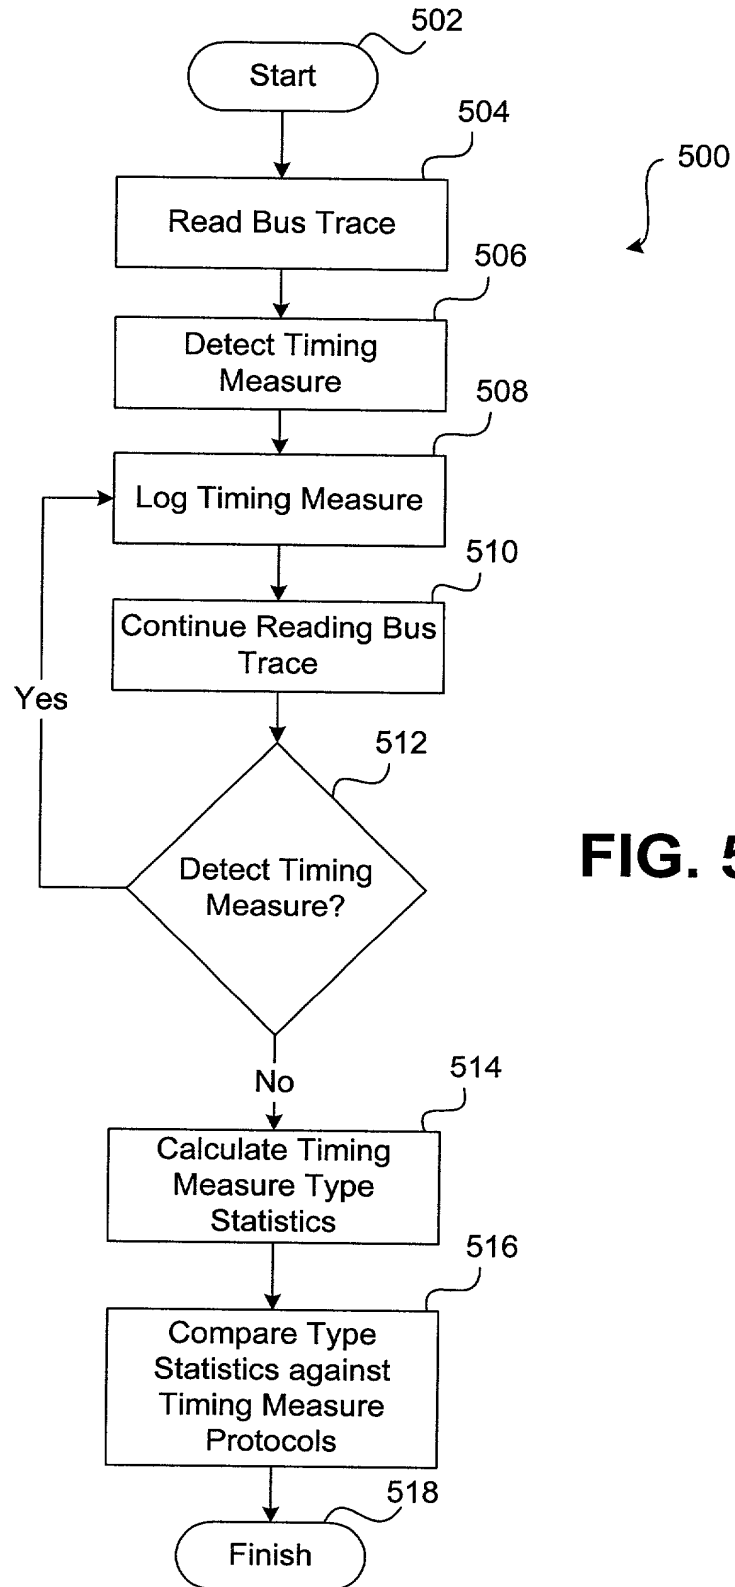 502
Start
504
500
Read Bus Trace
506
Detect Timing
Measure
508
Log Timing Measure
510
Continue Reading Bus
Trace
Yes
512
Detect Timing
Measure?
FIG. 5
No
514
Calculate Timing
Measure Type
Statistics
516
Compare Type
Statistics against
Timing Measure
Protocols
518
Finish